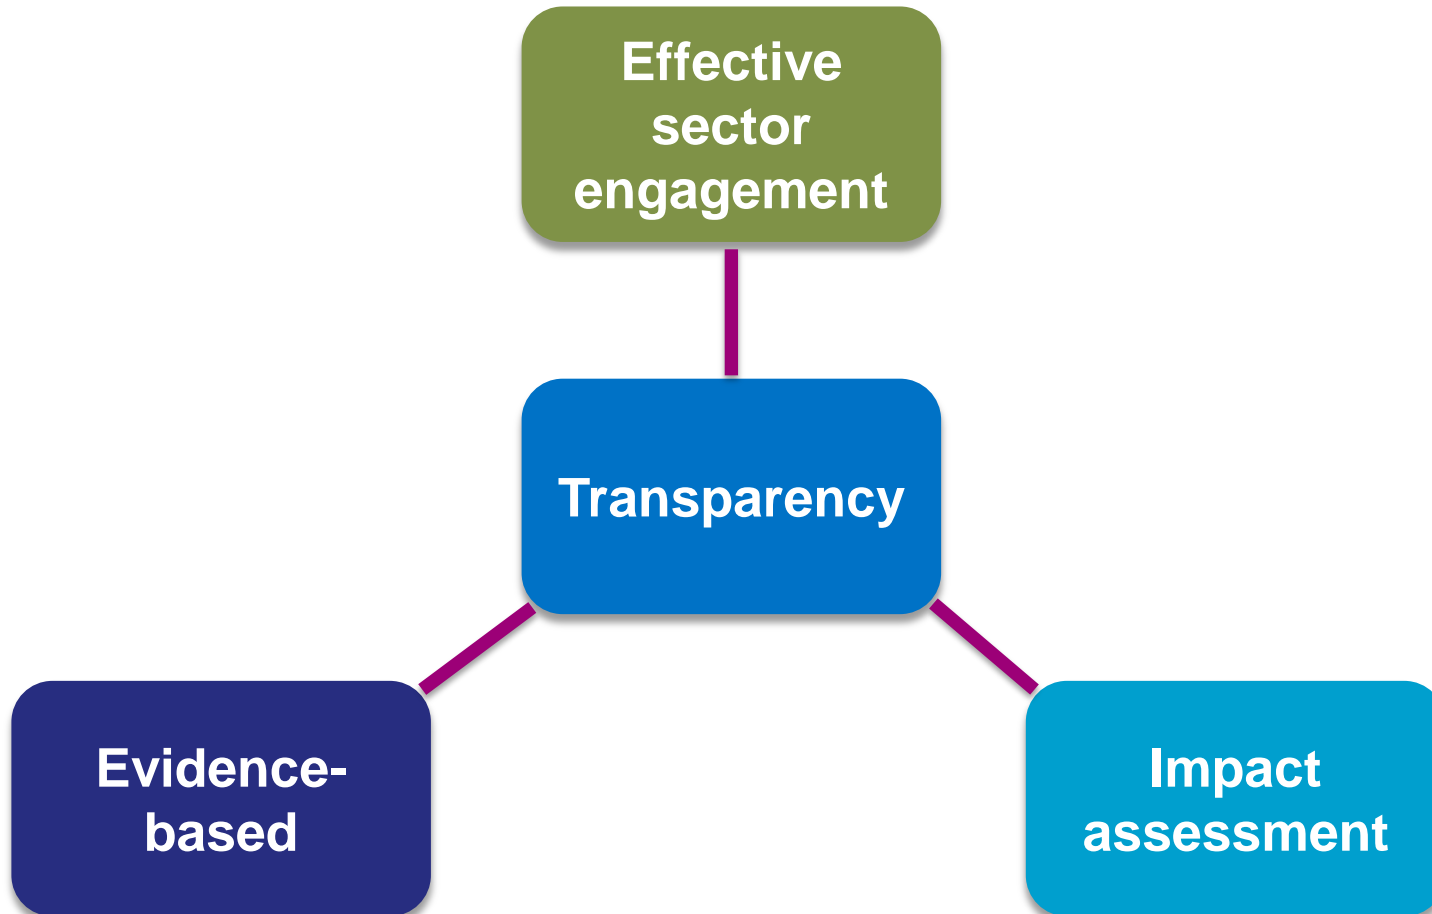 Effective
sector
engagement
Transparency
Evidence-
based
Impact
assessment